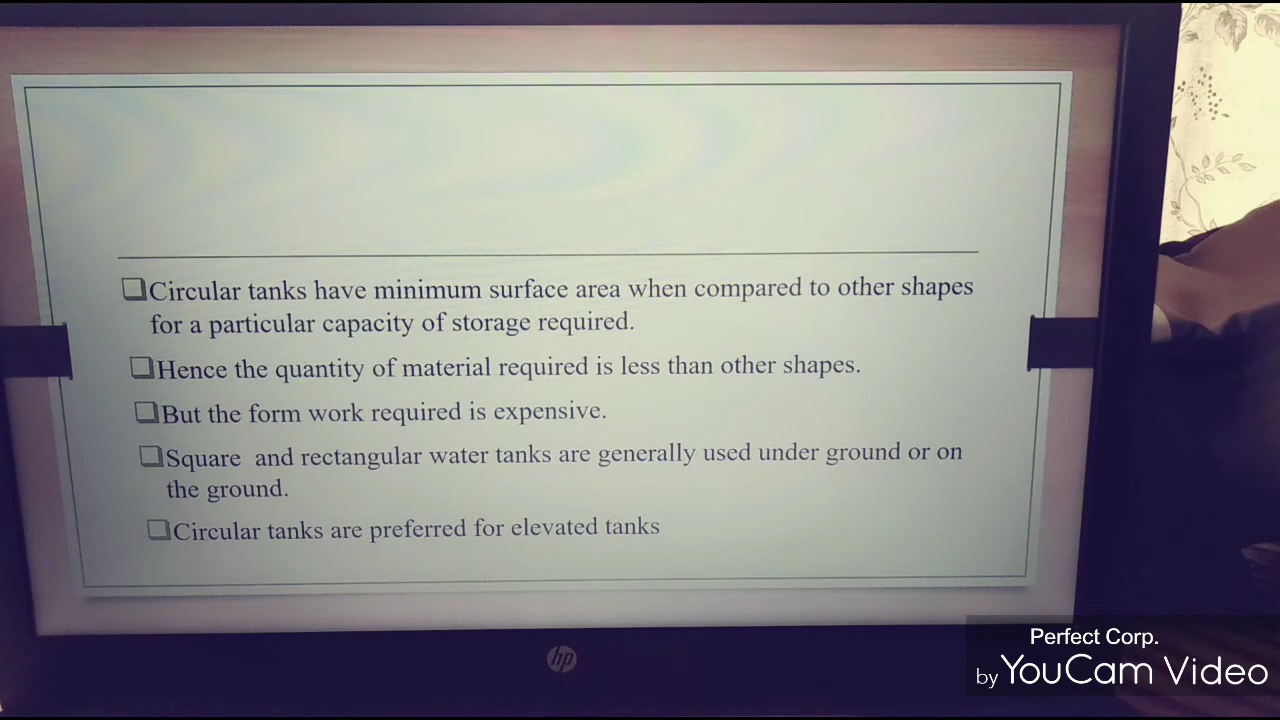 Circular tanks have minimum surface area when compared to other shapes
for a particular capacity of storage required.
Hence the quantity of material required is less than other shapes.
But the form work required is expensive.
Square and rectangular water tanks are generally used under ground or on
the ground.
Circular tanks are preferred for elevated tanks
hp
Perfect Corp.
by YouCam Video